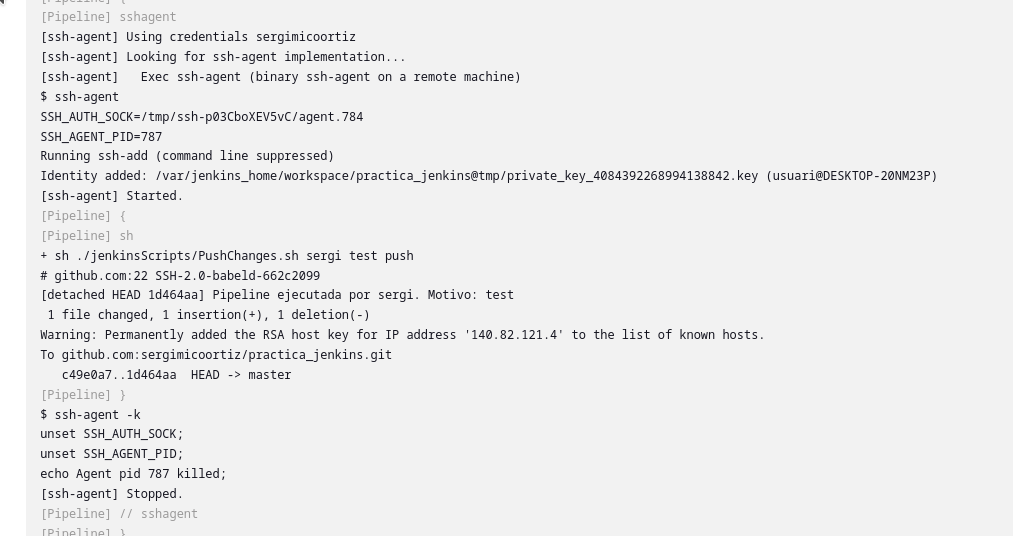 [Pipeline] {
[Pipeline] sshagent
[ssh-agent] Using credentials sergimicoortiz
[ssh-agent] Looking for ssh-agent implementation...
[ssh-agent]   Exec ssh-agent (binary ssh-agent on a remote machine)
$ ssh-agent
SSH_AUTH_SOCK=/tmp/ssh-p03CboXEV5vC/agent.784
SSH_AGENT_PID=787
Running ssh-add (command line suppressed)
Identity added: /var/jenkins_home/workspace/practica_jenkins@tmp/private_key_4084392268994138842.key (usuari@DESKTOP-20NM23P)
[ssh-agent] Started.
[Pipeline] {
[Pipeline] sh
+ sh ./jenkinsScripts/PushChanges.sh sergi test push
# github.com:22 SSH-2.0-babeld-662c2099
[detached HEAD 1d464aa] Pipeline ejecutada por sergi. Motivo: test
 1 file changed, 1 insertion(+), 1 deletion(-)
Warning: Permanently added the RSA host key for IP address '140.82.121.4' to the list of known hosts.
To github.com:sergimicoortiz/practica_jenkins.git
   c49e0a7..1d464aa  HEAD -> master
[Pipeline] }
$ ssh-agent -k
unset SSH_AUTH_SOCK;
unset SSH_AGENT_PID;
echo Agent pid 787 killed;
[ssh-agent] Stopped.
[Pipeline] // sshagent
[Pipeline] }